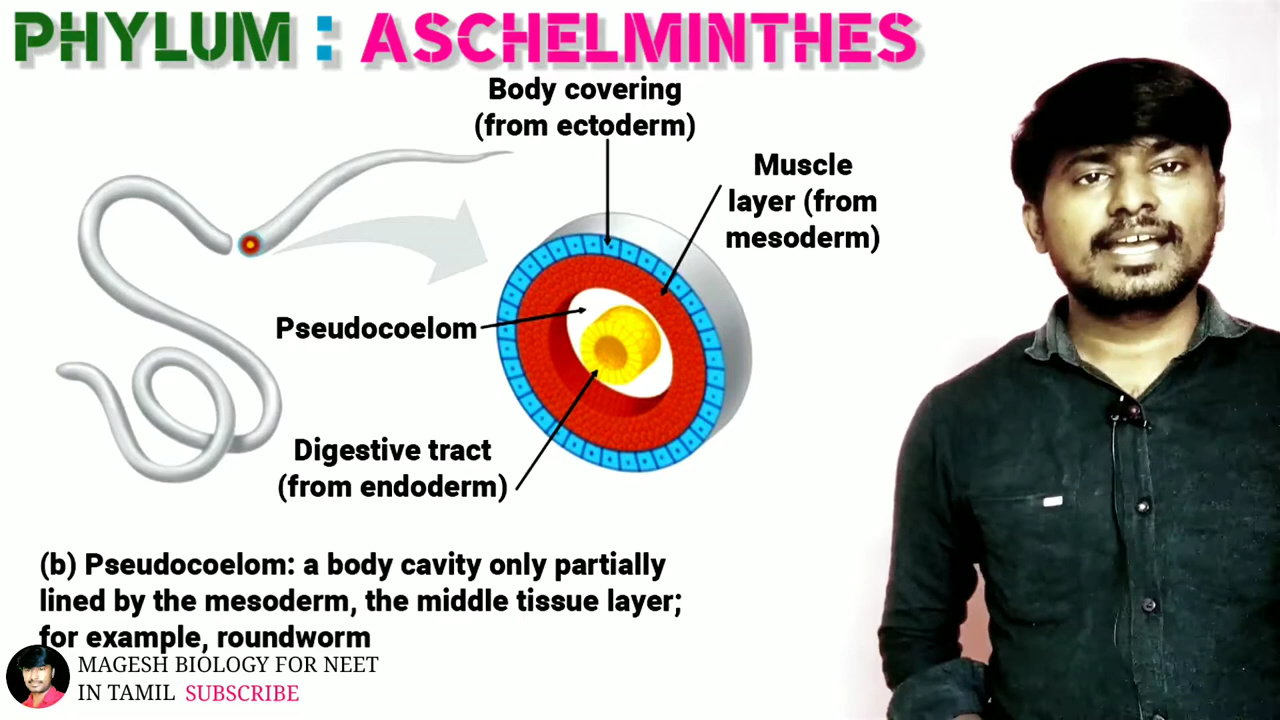 PHYLUM : ASCHELMINTHES
Body covering
(from ectoderm)
Muscle
layer (from
mesoderm)
Pseudocoelom
Digestive tract
(from endoderm)
(b) Pseudocoelom: a body cavity only partially
lined by the mesoderm, the middle tissue layer;
for example, roundworm
MAGESH BIOLOGY FOR NEET
IN TAMIL SUBSCRIBE